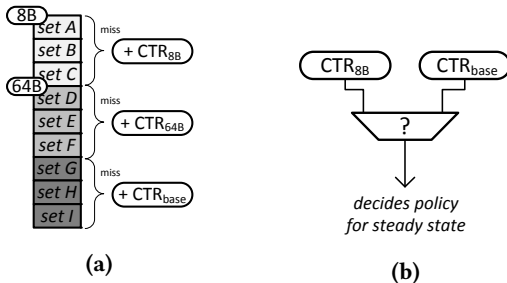 8B
set A
set B
set C
miss
+ CTR8B
64B
set D
set E
set F
miss
+ CTR64B
set G
set H
set I
miss
+ CTRbase
(a)
CTR8B
CTRbase
?
decides policy
for steady state
(b)